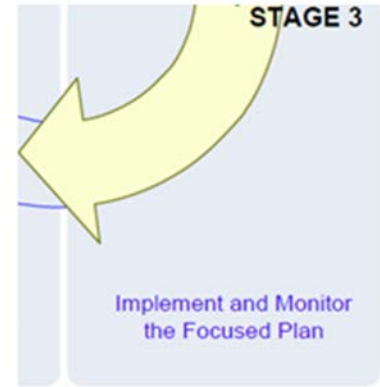 STAGE 3
Implement and Monitor
the Focused Plan